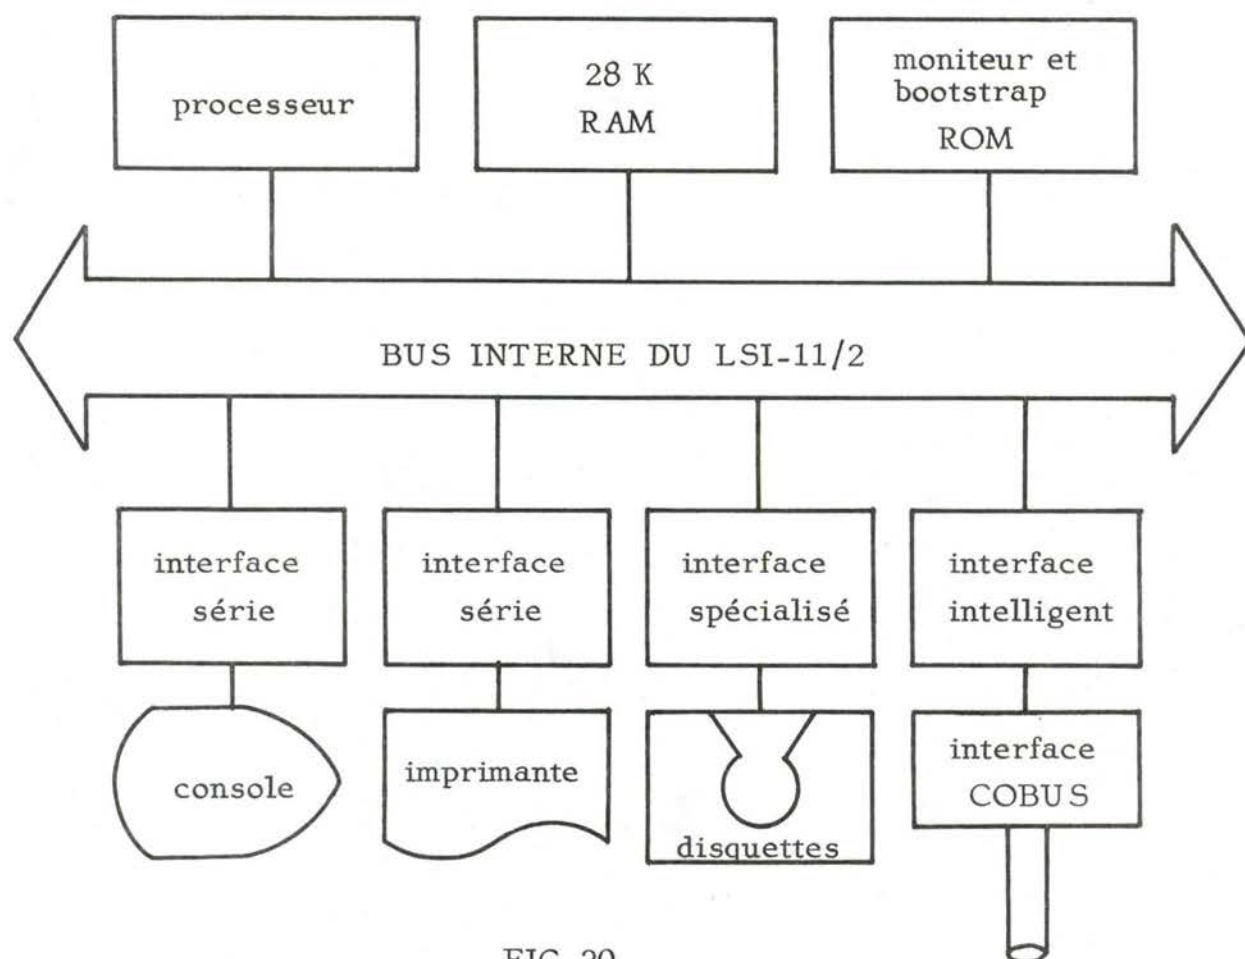 processeur
28 K
RAM
moniteur et
bootstrap
ROM
BUS INTERNE DU LSI-11/2
interface
série
interface
série
interface
spécialisé
interface
intelligent
console
imprimante
disquettes
interface
COBUS
FIG. 20